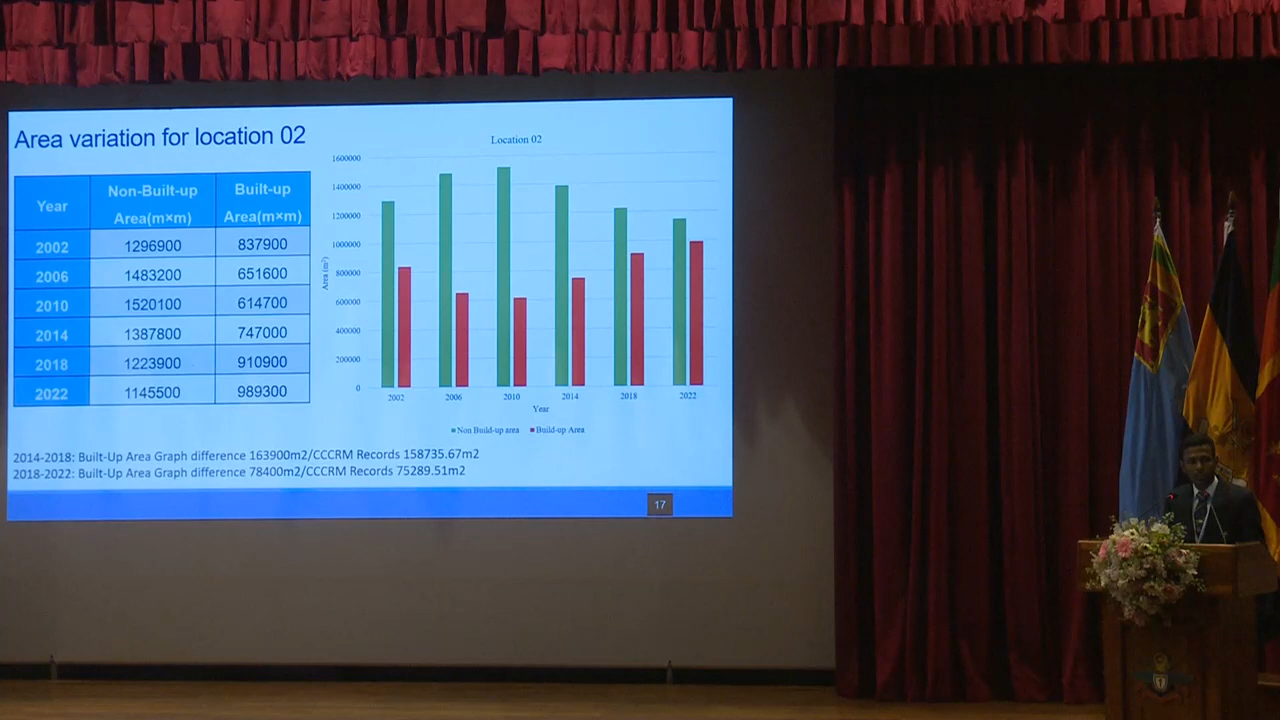 Area variation for location 02
Year Non-Built-up Area(m×m) Built-up Area(m×m)
2002 1296900 837900
2006 1483200 651600
2010 1520100 614700
2014 1387800 747000
2018 1223900 910900
2022 1145500 989300
Location 02
1600000
1400000
1200000
1000000
800000
600000
400000
200000
0
Area (m²)
2002 2006 2010 2014 2018 2022
Year
Non Build-up area Build-up Area
2014-2018: Built-Up Area Graph difference 163900m2/CCCRM Records 158735.67m2
2018-2022: Built-Up Area Graph difference 78400m2/CCCRM Records 75289.51m2
17